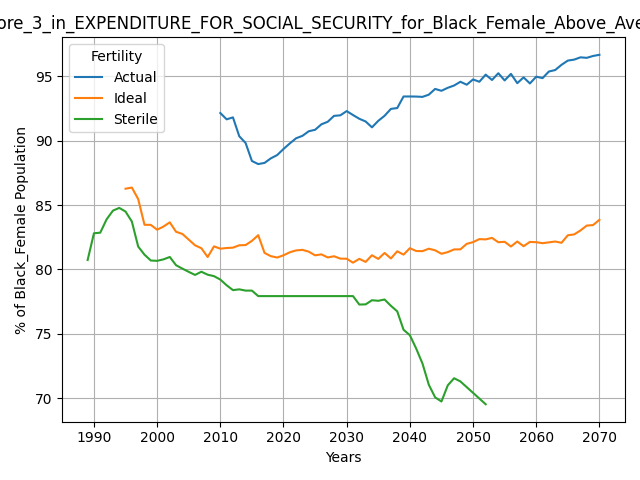 ore_3_in_EXPENDITURE_FOR_SOCIAL_SECURITY_for_Black_Female_Above_Ave
Fertility
Actual
Ideal
Sterile
% of Black_Female Population
95
90
85
80
75
70
1990 2000 2010 2020 2030 2040 2050 2060 2070
Years